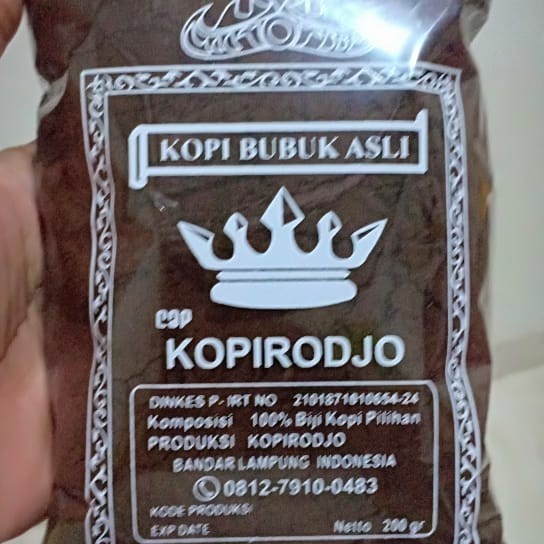 KOPI BUBUK ASLI
cap
KOPIRODJO
DINKES P- IRT NO 2101871010654-24
Komposisi 100% Biji Kopi Pilihan
PRODUKSI KOPIRODJO
BANDAR LAMPUNG INDONESIA
0812-7910-0483
KODE PRODUKSI
EXP DATE Netto 200 gr